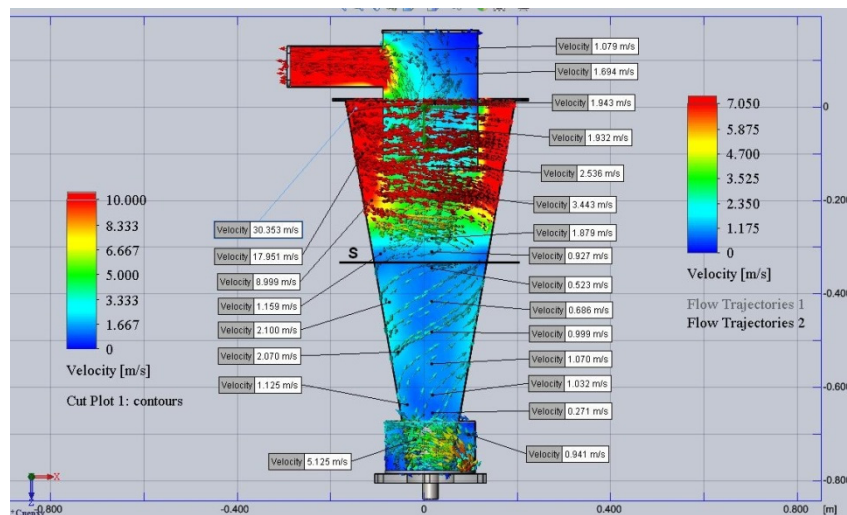 Velocity 1.079 m/s
Velocity 1.694 m/s
Velocity 1.943 m/s
Velocity 1.932 m/s
Velocity 2.536 m/s
Velocity 3.443 m/s
Velocity 1.879 m/s
Velocity 0.927 m/s
Velocity 0.523 m/s
Velocity 0.686 m/s
Velocity 0.999 m/s
Velocity 1.070 m/s
Velocity 1.032 m/s
Velocity 0.271 m/s
Velocity 0.941 m/s
Velocity 30.353 m/s
Velocity 17.951 m/s
Velocity 8.999 m/s
Velocity 1.159 m/s
Velocity 2.100 m/s
Velocity 2.070 m/s
Velocity 1.125 m/s
Velocity 5.125 m/s
S
10.000
8.333
6.667
5.000
3.333
1.667
0
Velocity [m/s]
Cut Plot 1: contours
7.050
5.875
4.700
3.525
2.350
1.175
0
Velocity [m/s]
Flow Trajectories 1
Flow Trajectories 2
0
-0.200
-0.400
-0.600
-0.800
X
Z
-0.800
-0.400
0
0.400
0.800
[m]